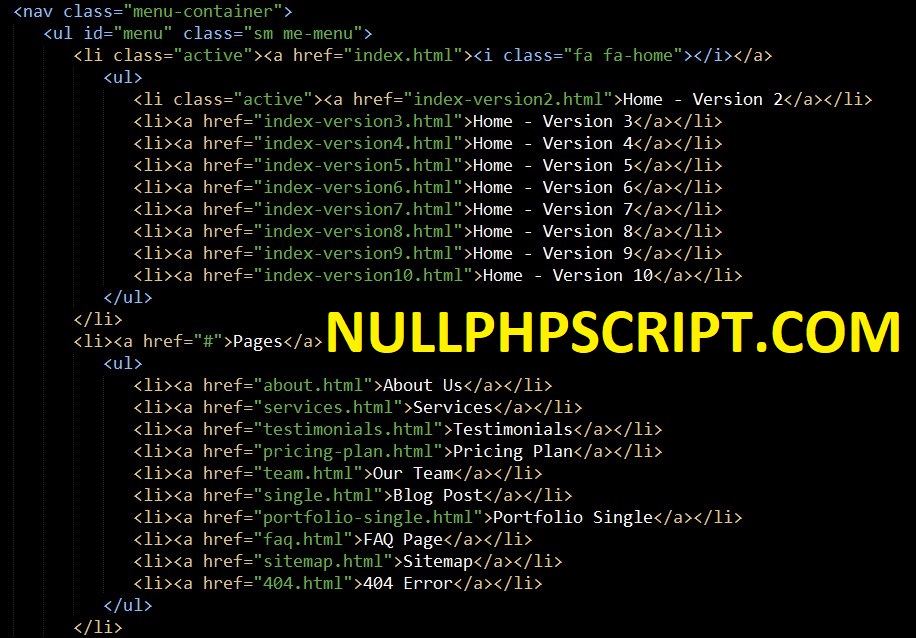 <nav class="menu-container">
<ul id="menu" class="sm me-menu">
<li class="active"><a href="index.html"><i class="fa fa-home"></i></a>
<ul>
<li class="active"><a href="index-version2.html">Home - Version 2</a></li>
<li><a href="index-version3.html">Home - Version 3</a></li>
<li><a href="index-version4.html">Home - Version 4</a></li>
<li><a href="index-version5.html">Home - Version 5</a></li>
<li><a href="index-version6.html">Home - Version 6</a></li>
<li><a href="index-version7.html">Home - Version 7</a></li>
<li><a href="index-version8.html">Home - Version 8</a></li>
<li><a href="index-version9.html">Home - Version 9</a></li>
<li><a href="index-version10.html">Home - Version 10</a></li>
</ul>
</li>
<li><a href="#">Pages</a>
NULLPHPSCRIPT.COM
<ul>
<li><a href="about.html">About Us</a></li>
<li><a href="services.html">Services</a></li>
<li><a href="testimonials.html">Testimonials</a></li>
<li><a href="pricing-plan.html">Pricing Plan</a></li>
<li><a href="team.html">Our Team</a></li>
<li><a href="single.html">Blog Post</a></li>
<li><a href="portfolio-single.html">Portfolio Single</a></li>
<li><a href="faq.html">FAQ Page</a></li>
<li><a href="sitemap.html">Sitemap</a></li>
<li><a href="404.html">404 Error</a></li>
</ul>
</li>